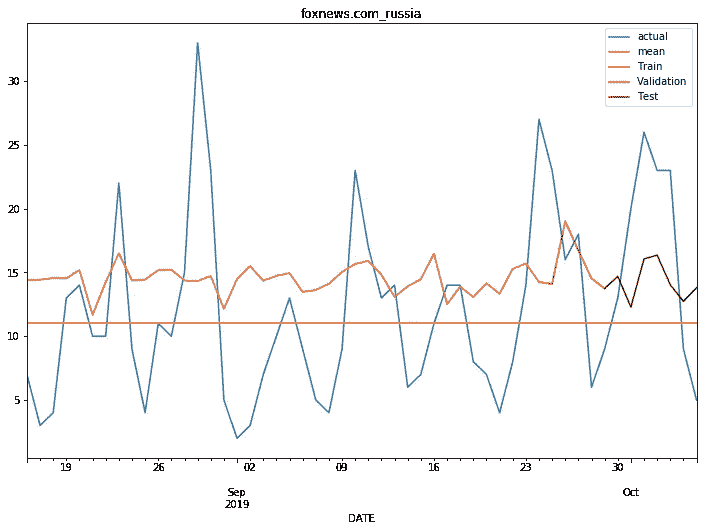 foxnews.com_russia
actual
mean
Train
Validation
Test
30
25
20
15
10
5
19 26 02 09 16 23 30
Sep Oct
2019
DATE